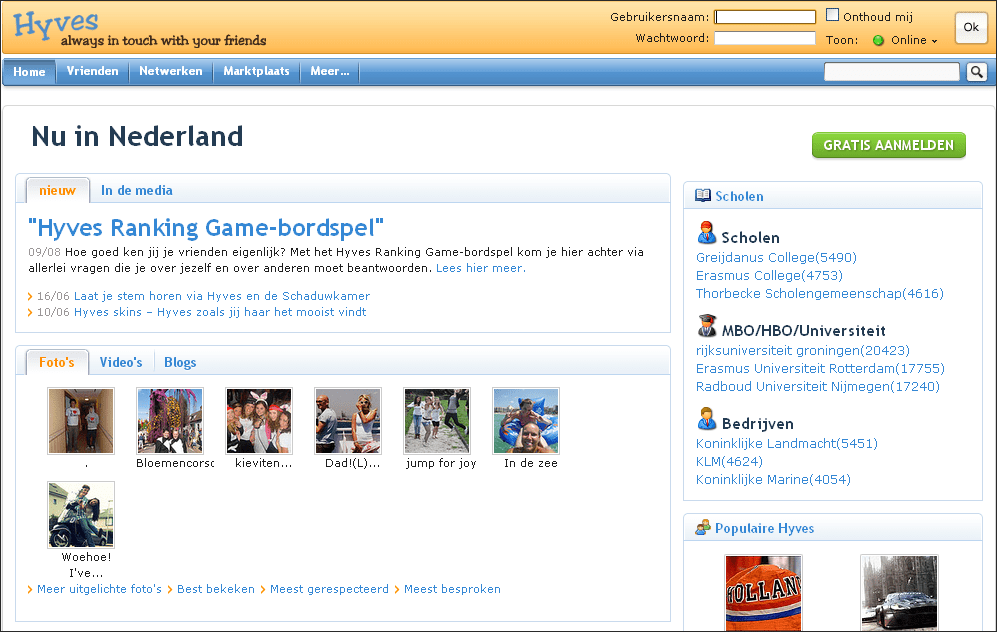 Hyves
always in touch with your friends
Gebruikersnaam:
Onthoud mij
Wachtwoord:
Toon: Online
Ok
Home Vrienden Netwerken Marktplaats Meer...
Nu in Nederland
GRATIS AANMELDEN
nieuw In de media
"Hyves Ranking Game-bordspel"
09/08 Hoe goed ken jij je vrienden eigenlijk? Met het Hyves Ranking Game-bordspel kom je hier achter via
allerlei vragen die je over jezelf en over anderen moet beantwoorden. Lees hier meer.
16/06 Laat je stem horen via Hyves en de Schaduwkamer
10/06 Hyves skins – Hyves zoals jij haar het mooist vindt
Foto's Video's Blogs
. Bloemencorso kieviten... Dad!(L)... jump for joy In de zee
Woehoe!
I've...
Meer uitgelichte foto's Best bekeken Meest gerespecteerd Meest besproken
Scholen
Scholen
Greijdanus College(5490)
Erasmus College(4753)
Thorbecke Scholengemeenschap(4616)
MBO/HBO/Universiteit
rijksuniversiteit groningen(20423)
Erasmus Universiteit Rotterdam(17755)
Radboud Universiteit Nijmegen(17240)
Bedrijven
Koninklijke Landmacht(5451)
KLM(4624)
Koninklijke Marine(4054)
Populaire Hyves
HOLLAND